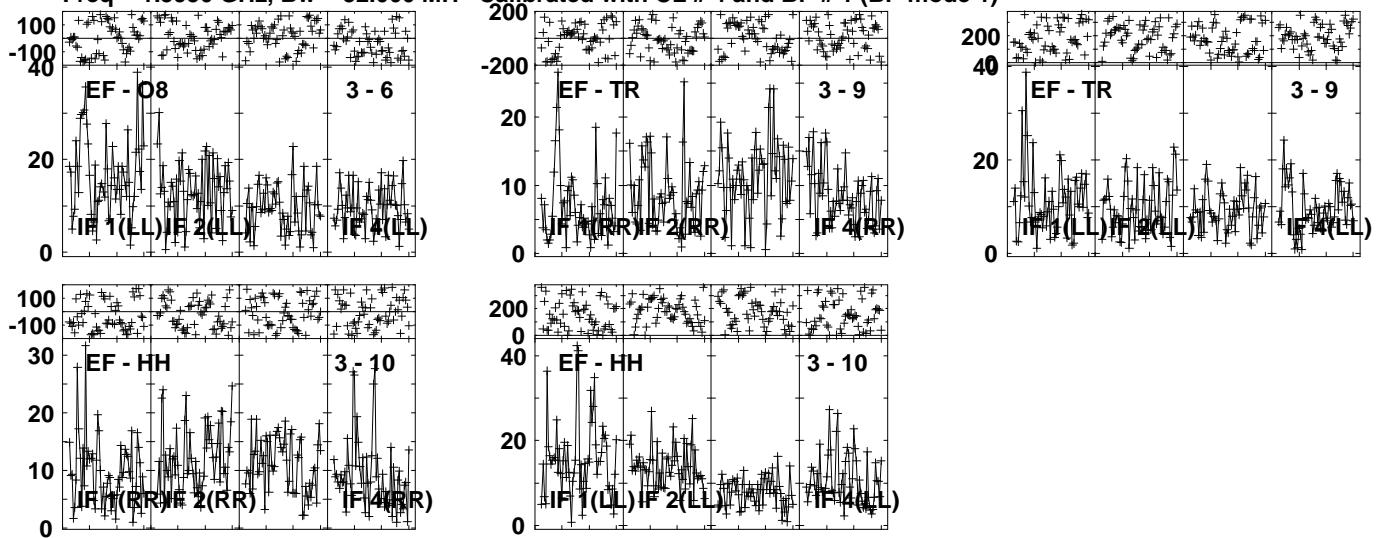 200
100
-100
-200
200
0
40
EF - O8 3 - 6
20
0
IF 1(LL) IF 2(LL) IF 4(LL)
EF - TR 3 - 9
20
10
0
IF 1(RR) IF 2(RR) IF 4(RR)
40
EF - TR 3 - 9
20
0
IF 1(LL) IF 2(LL) IF 4(LL)
100
-100
200
0
30
EF - HH 3 - 10
20
10
0
IF 1(RR) IF 2(RR) IF 4(RR)
40
EF - HH 3 - 10
20
0
IF 1(LL) IF 2(LL) IF 4(LL)